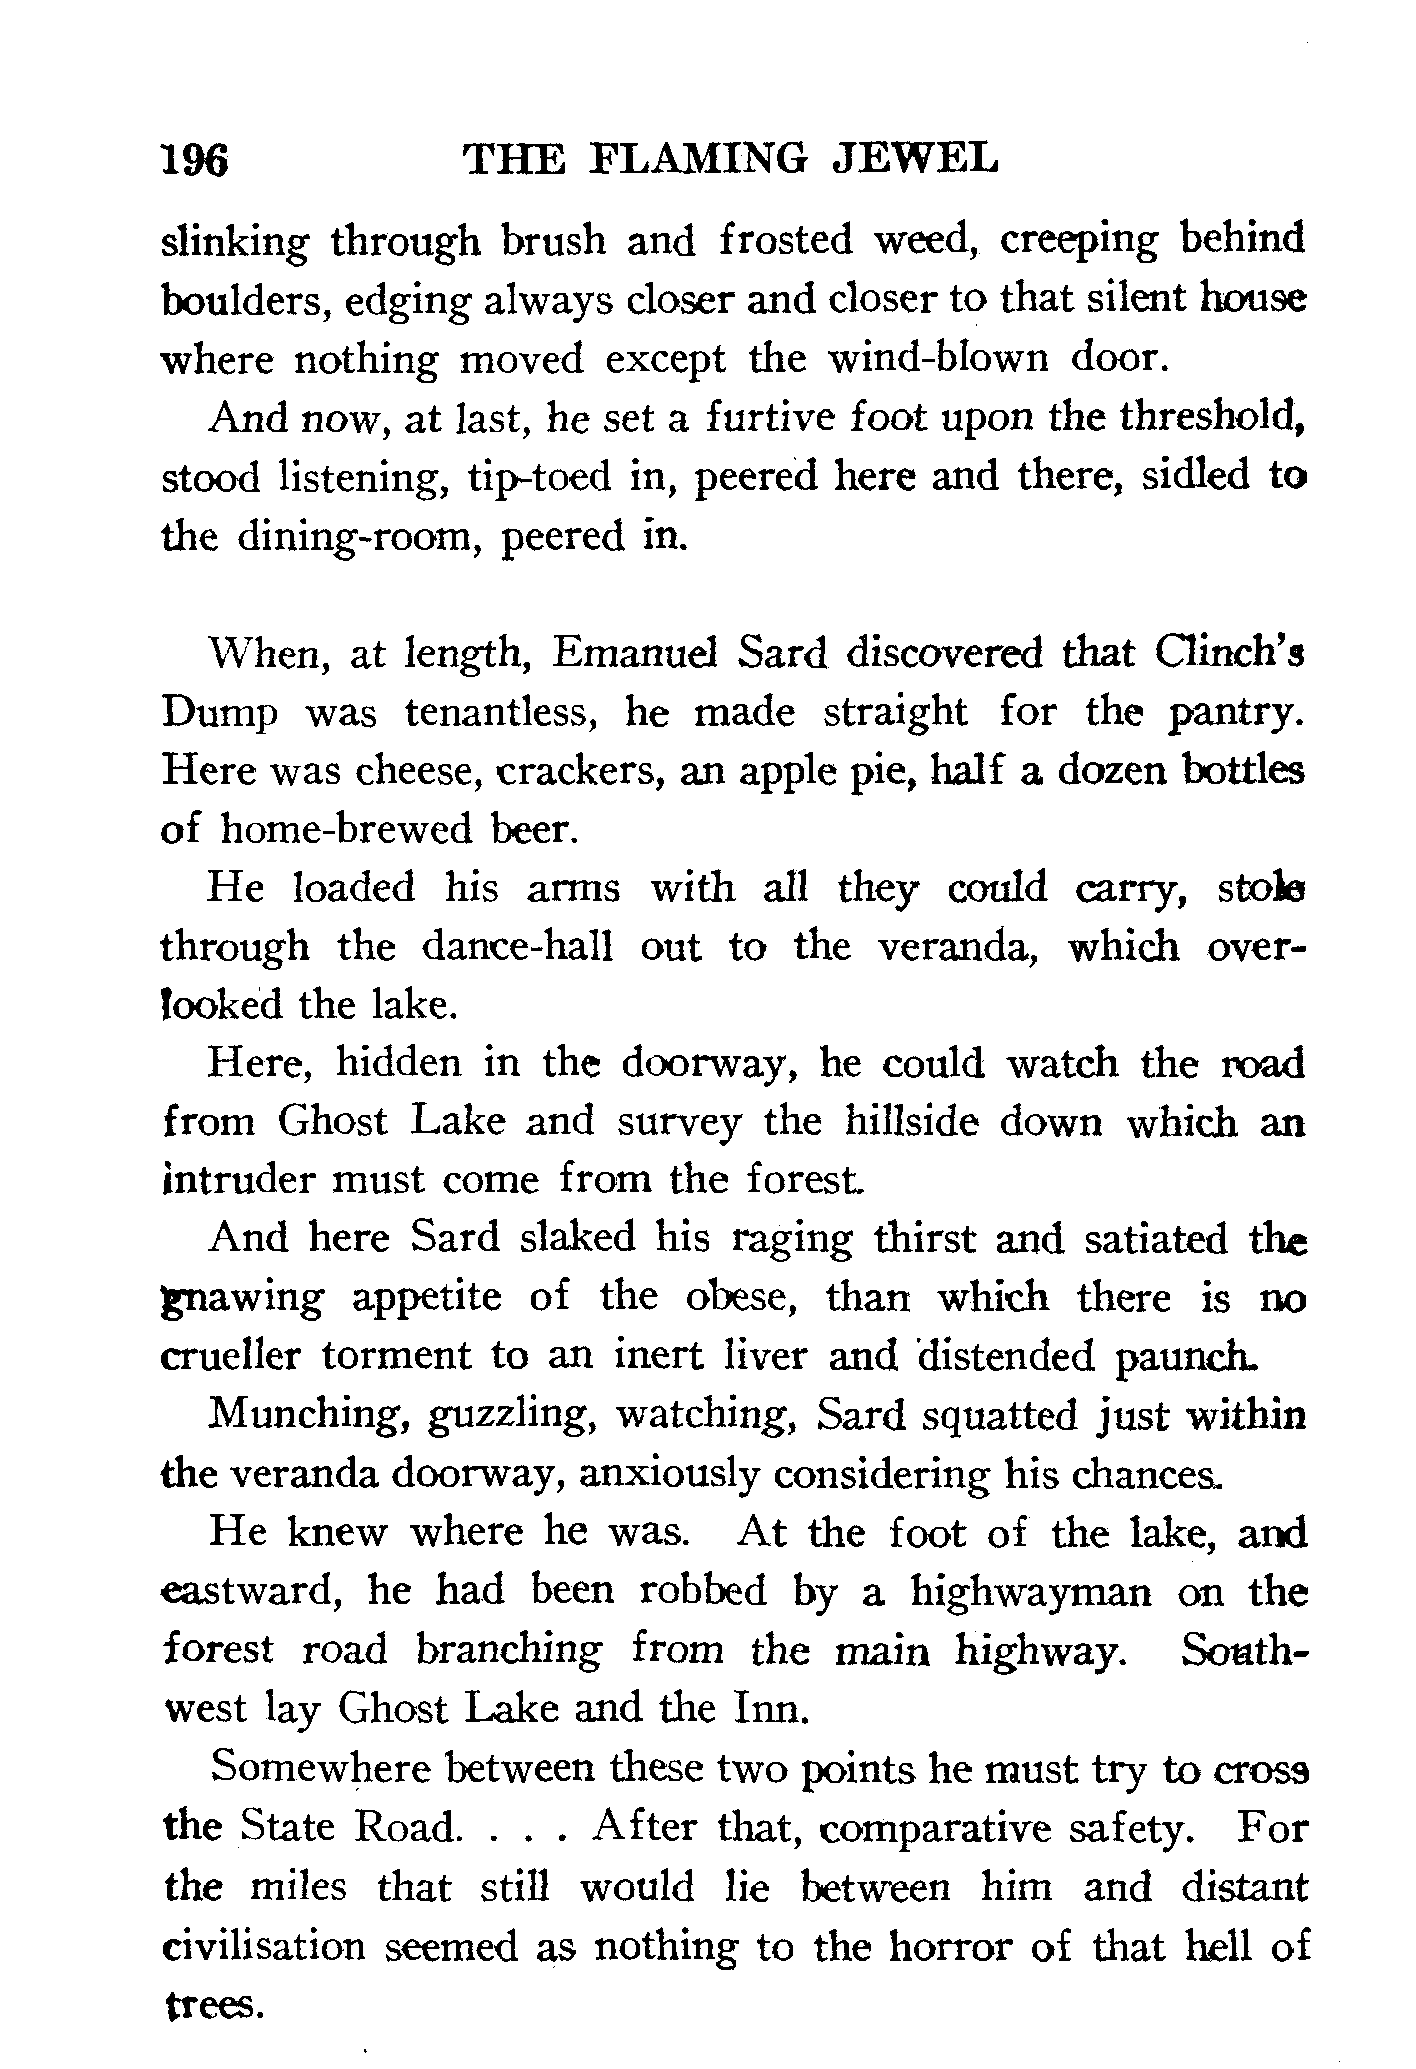 196 THE FLAMING JEWEL
slinking through brush and frosted weed, creeping behind
boulders, edging always closer and closer to that silent house
where nothing moved except the wind-blown door.
And now, at last, he set a furtive foot upon the threshold,
stood listening, tip-toed in, peered here and there, sidled to
the dining-room, peered in.
When, at length, Emanuel Sard discovered that Clinch's
Dump was tenantless, he made straight for the pantry.
Here was cheese, crackers, an apple pie, half a dozen bottles
of home-brewed beer.
He loaded his arms with all they could carry, stole
through the dance-hall out to the veranda, which over-
looked the lake.
Here, hidden in the doorway, he could watch the road
from Ghost Lake and survey the hillside down which an
intruder must come from the forest.
And here Sard slaked his raging thirst and satiated the
gnawing appetite of the obese, than which there is no
crueller torment to an inert liver and distended paunch.
Munching, guzzling, watching, Sard squatted just within
the veranda doorway, anxiously considering his chances.
He knew where he was. At the foot of the lake, and
eastward, he had been robbed by a highwayman on the
forest road branching from the main highway. South-
west lay Ghost Lake and the Inn.
Somewhere between these two points he must try to cross
the State Road. . . . After that, comparative safety. For
the miles that still would lie between him and distant
civilisation seemed as nothing to the horror of that hell of
trees.